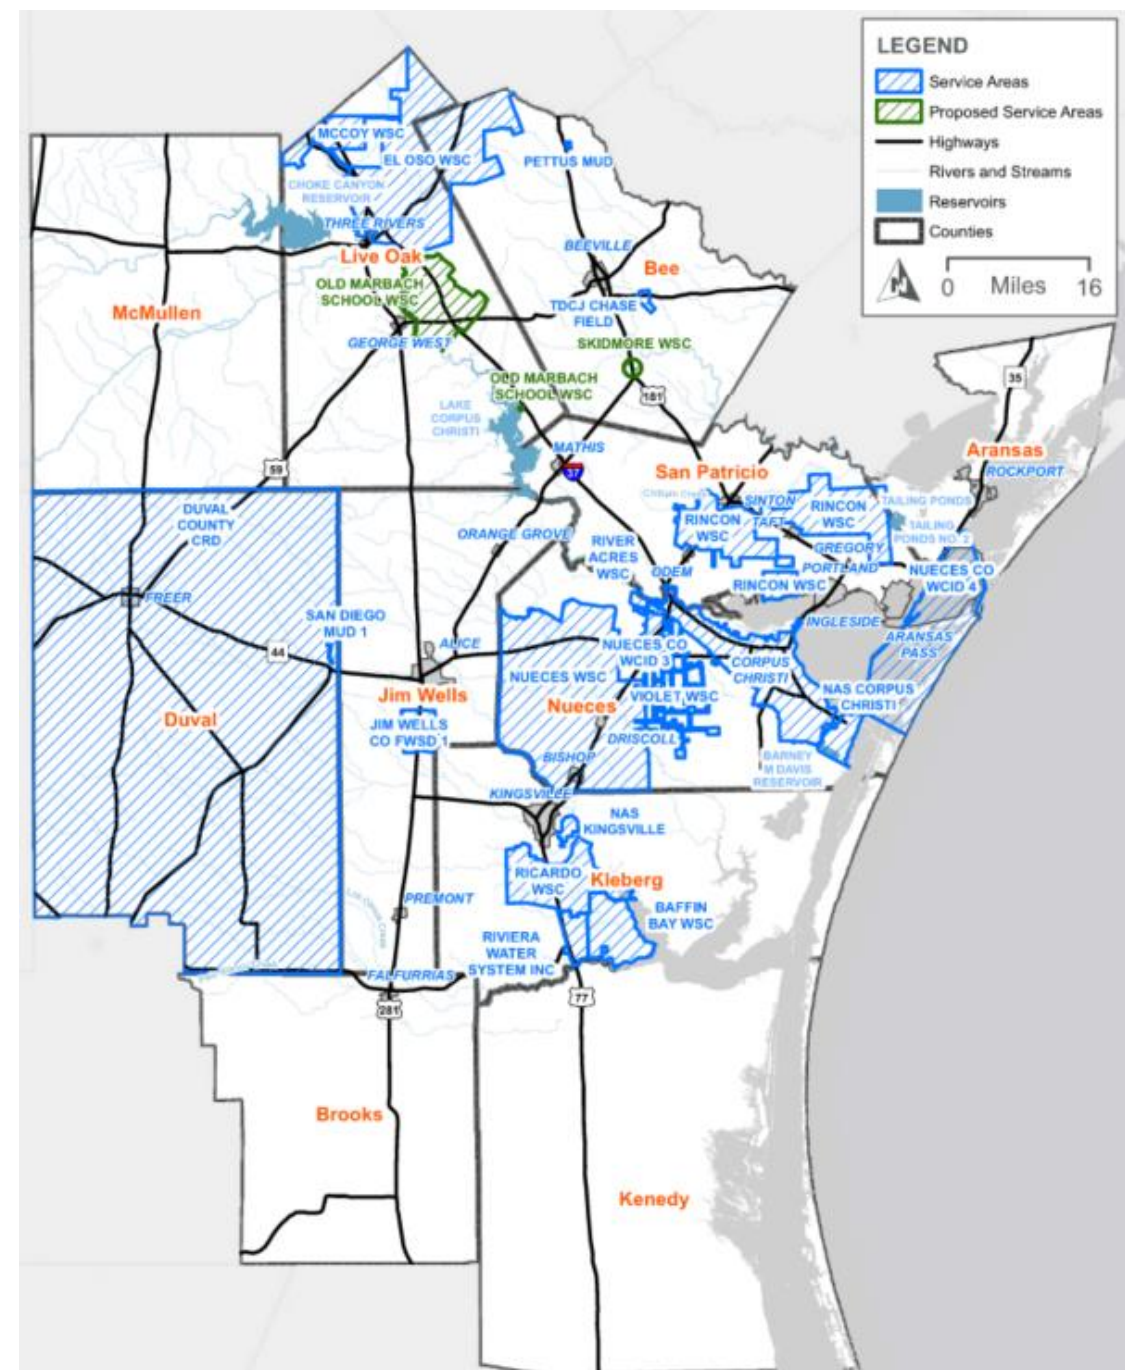 LEGEND
Service Areas
Proposed Service Areas
Highways
Rivers and Streams
Reservoirs
Counties
N
0 Miles 16
MCCOY WSC
EL OSO WSC
PETTUS MUD
CHOKE CANYON
RESERVOIR
THREE RIVERS
Live Oak
BEEVILLE
Bee
OLD MARBACH
SCHOOL WSC
McMullen
TDCJ CHASE
FIELD
GEORGE WEST
SKIDMORE WSC
OLD MARBACH
SCHOOL WSC
181
35
LAKE
CORPUS
CHRISTI
MATHIS
37
59
San Patricio
Aransas
ROCKPORT
DUVAL
COUNTY
CRD
SINTON
RINCON
WSC
TAFT
RINCON
WSC
TAILING PONDS
TAILING
PONDS NO. 2
ORANGE GROVE
RIVER
ACRES
WSC
ODEM
GREGORY
PORTLAND
RINCON WSC
NUECES CO
WCID 4
FREER
SAN DIEGO
MUD 1
44
ALICE
INGLESIDE
ARANSAS
PASS
NUECES CO
WCID 3
CORPUS
CHRISTI
NUECES WSC
VIOLET WSC
NAS CORPUS
CHRISTI
Duval
Jim Wells
JIM WELLS
CO FWSD 1
Nueces
DRISCOLL
BISHOP
BARNEY
M DAVIS
RESERVOIR
KINGSVILLE
NAS
KINGSVILLE
RICARDO
WSC
Kleberg
PREMONT
BAFFIN
BAY WSC
RIVIERA
WATER
SYSTEM INC
FALFURRIAS
281
77
Brooks
Kenedy